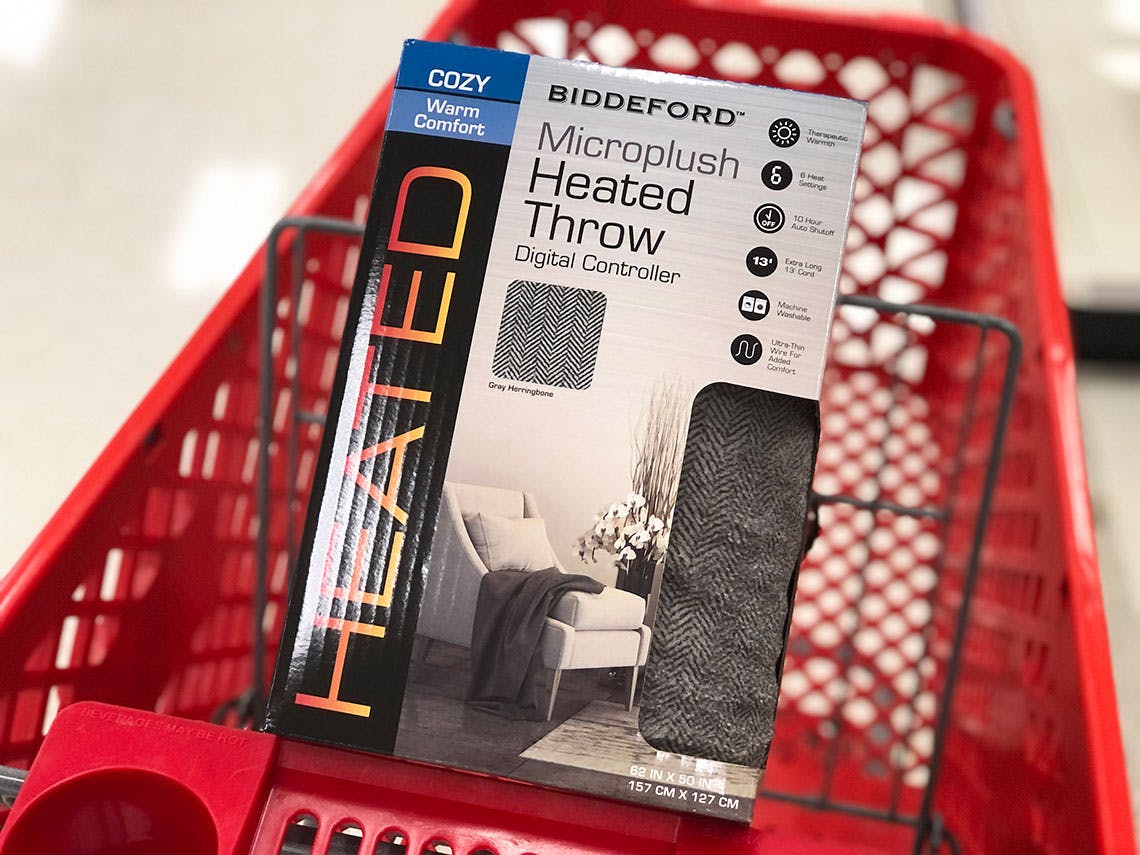 COZY
Warm
Comfort
HEATED
BIDDEFORD™
Microplush
Heated
Throw
Digital Controller
Gray Herringbone
Therapeutic
Warmth
6
6 Heat
Settings
OFF
10 Hour
Auto Shutoff
13'
Extra Long
13' Cord
Machine
Washable
Ultra-Thin
Wire For
Added
Comfort
62 IN X 50 IN
157 CM X 127 CM
BEVERAGES MAY BE HOT